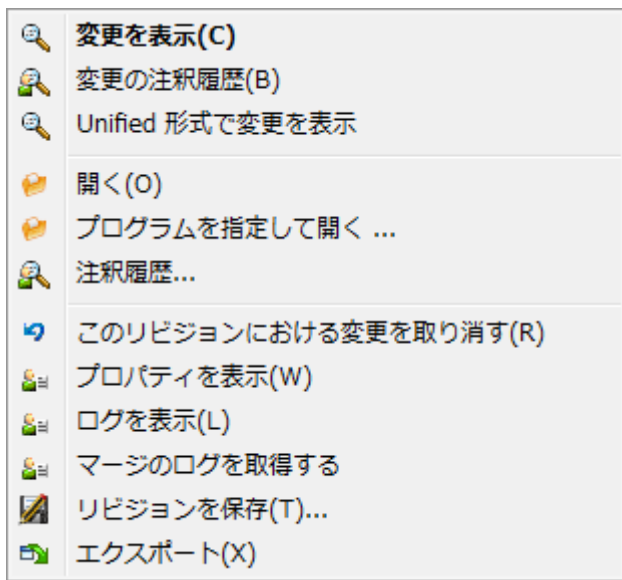 変更を表示(C)
変更の注釈履歴(B)
Unified 形式で変更を表示
開く(O)
プログラムを指定して開く ...
注釈履歴...
このリビジョンにおける変更を取り消す(R)
プロパティを表示(W)
ログを表示(L)
マージのログを取得する
リビジョンを保存(T)...
エクスポート(X)